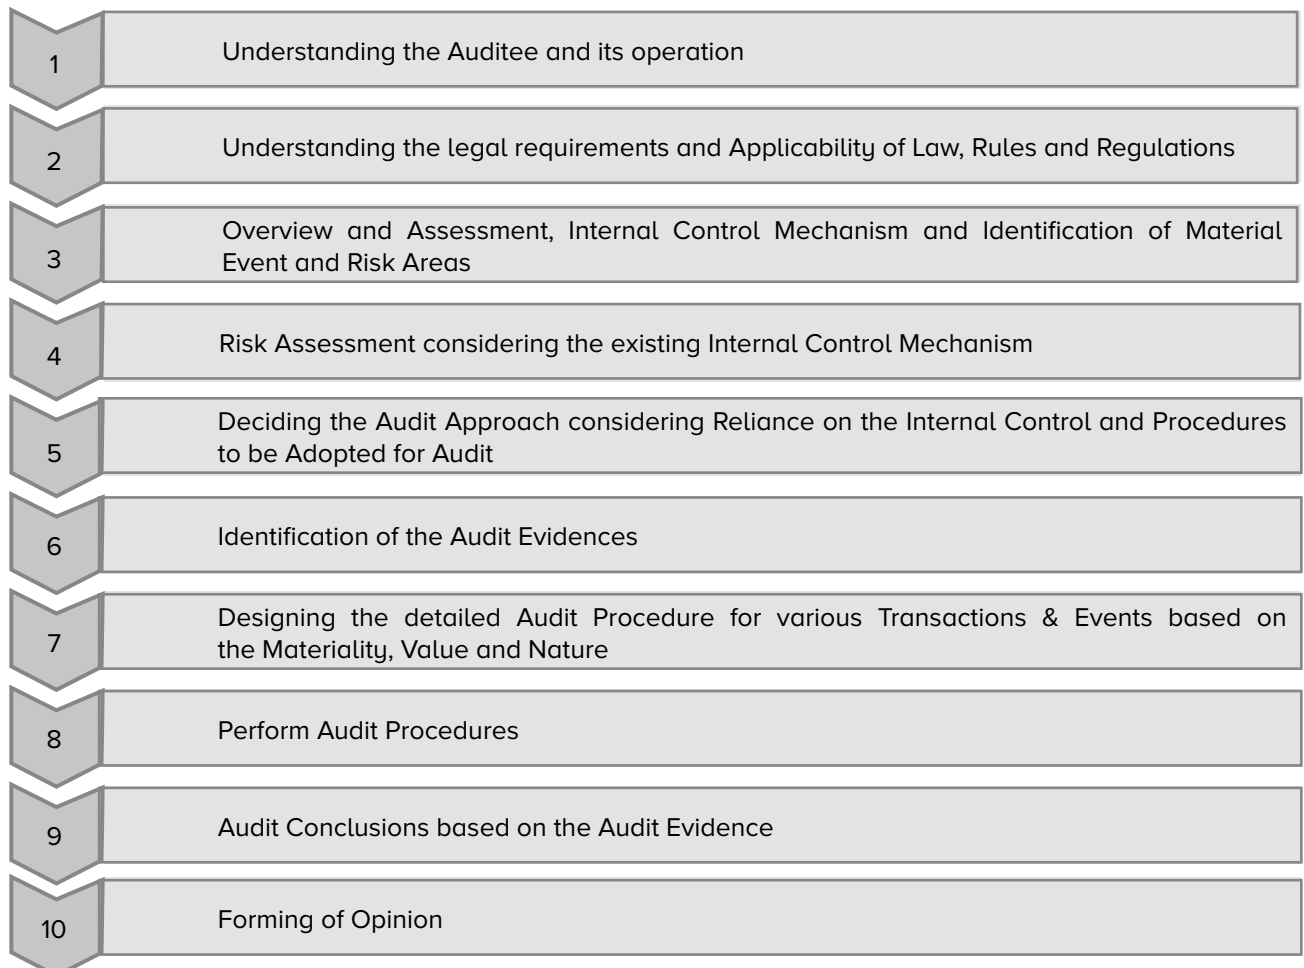 1
Understanding the Auditee and its operation
2
Understanding the legal requirements and Applicability of Law, Rules and Regulations
3
Overview and Assessment, Internal Control Mechanism and Identification of Material
Event and Risk Areas
4
Risk Assessment considering the existing Internal Control Mechanism
5
Deciding the Audit Approach considering Reliance on the Internal Control and Procedures
to be Adopted for Audit
6
Identification of the Audit Evidences
7
Designing the detailed Audit Procedure for various Transactions & Events based on
the Materiality, Value and Nature
8
Perform Audit Procedures
9
Audit Conclusions based on the Audit Evidence
10
Forming of Opinion